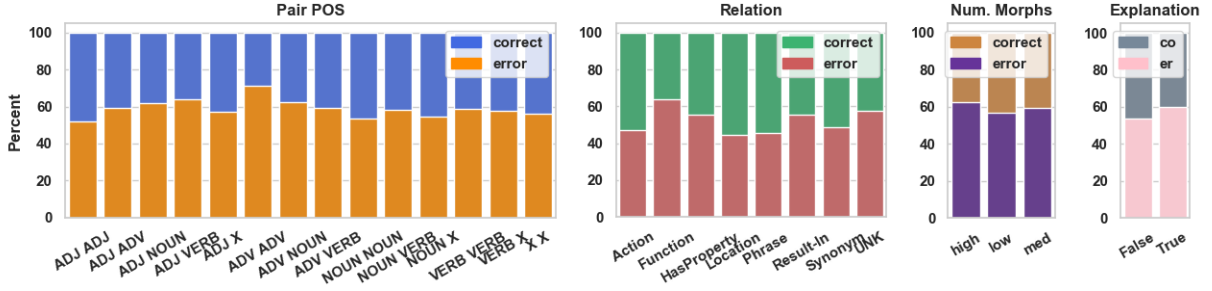 Pair POS
Percent
100
80
60
40
20
0
correct
error
ADJ ADJ
ADJ ADV
ADJ NOUN
ADJ VERB
ADJ X
ADV ADV
ADV NOUN
ADV VERB
NOUN NOUN
NOUN VERB
NOUN X
VERB VERB
VERB X
X X
Relation
100
80
60
40
20
0
correct
error
Action
Function
HasProperty
Location
Phrase
Result-In
Synonym
UNK
Num. Morphs
100
80
60
40
20
0
correct
error
high
low
med
Explanation
100
80
60
40
20
0
co
er
False
True